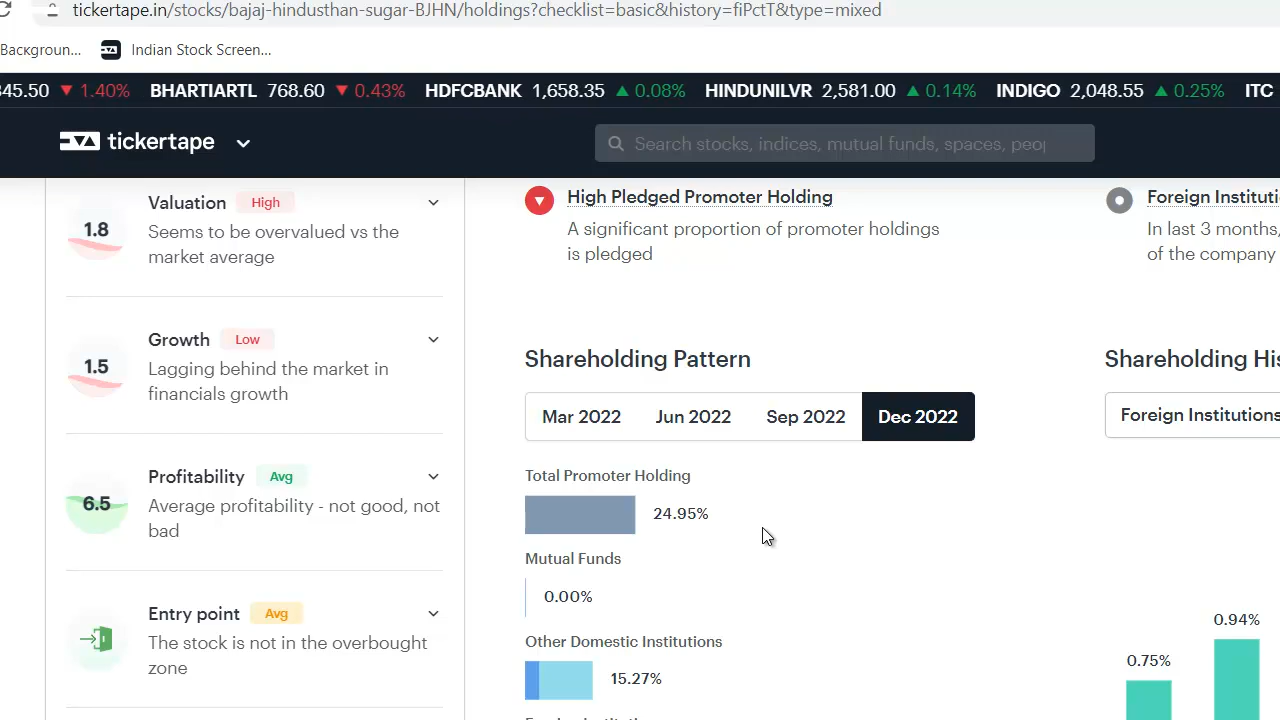 tickertape.in/stocks/bajaj-hindusthan-sugar-BJHN/holdings?checklist=basic&history=fiPctT&type=mixed
Backgroun... Indian Stock Screen...
345.50 ▼ 1.40% BHARTIARTL 768.60 ▼ 0.43% HDFCBANK 1,658.35 ▲ 0.08% HINDUNILVR 2,581.00 ▲ 0.14% INDIGO 2,048.55 ▲ 0.25% ITC
tickertape
Search stocks, indices, mutual funds, spaces, peo
1.8
Valuation High
Seems to be overvalued vs the
market average
1.5
Growth Low
Lagging behind the market in
financials growth
6.5
Profitability Avg
Average profitability - not good, not
bad
Entry point Avg
The stock is not in the overbought
zone
High Pledged Promoter Holding
A significant proportion of promoter holdings
is pledged
Foreign Instituti
In last 3 months,
of the company
Shareholding Pattern
Mar 2022 Jun 2022 Sep 2022 Dec 2022
Total Promoter Holding
24.95%
Mutual Funds
0.00%
Other Domestic Institutions
15.27%
Shareholding His
Foreign Institutions
0.94%
0.75%